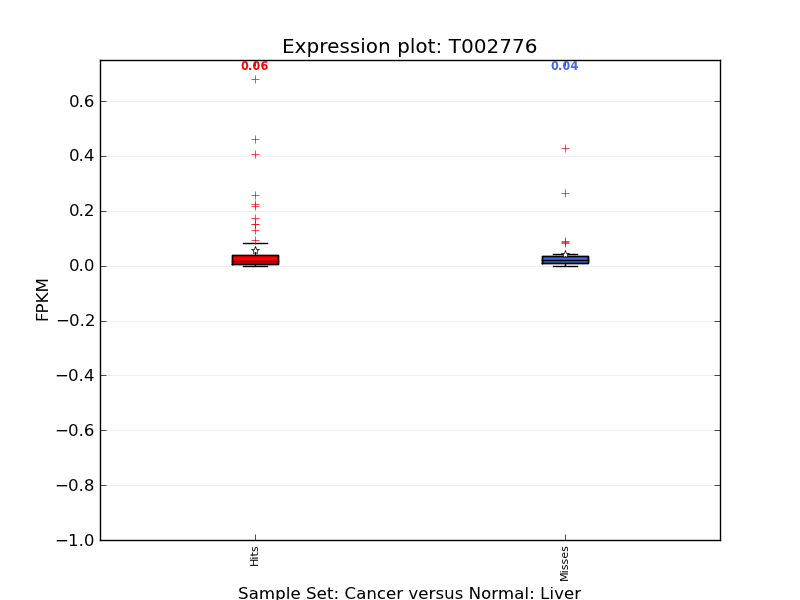 Expression plot: T002776
0.06
0.04
0.6
0.4
0.2
0.0
−0.2
−0.4
−0.6
−0.8
−1.0
FPKM
Hits
Misses
Sample Set: Cancer versus Normal: Liver